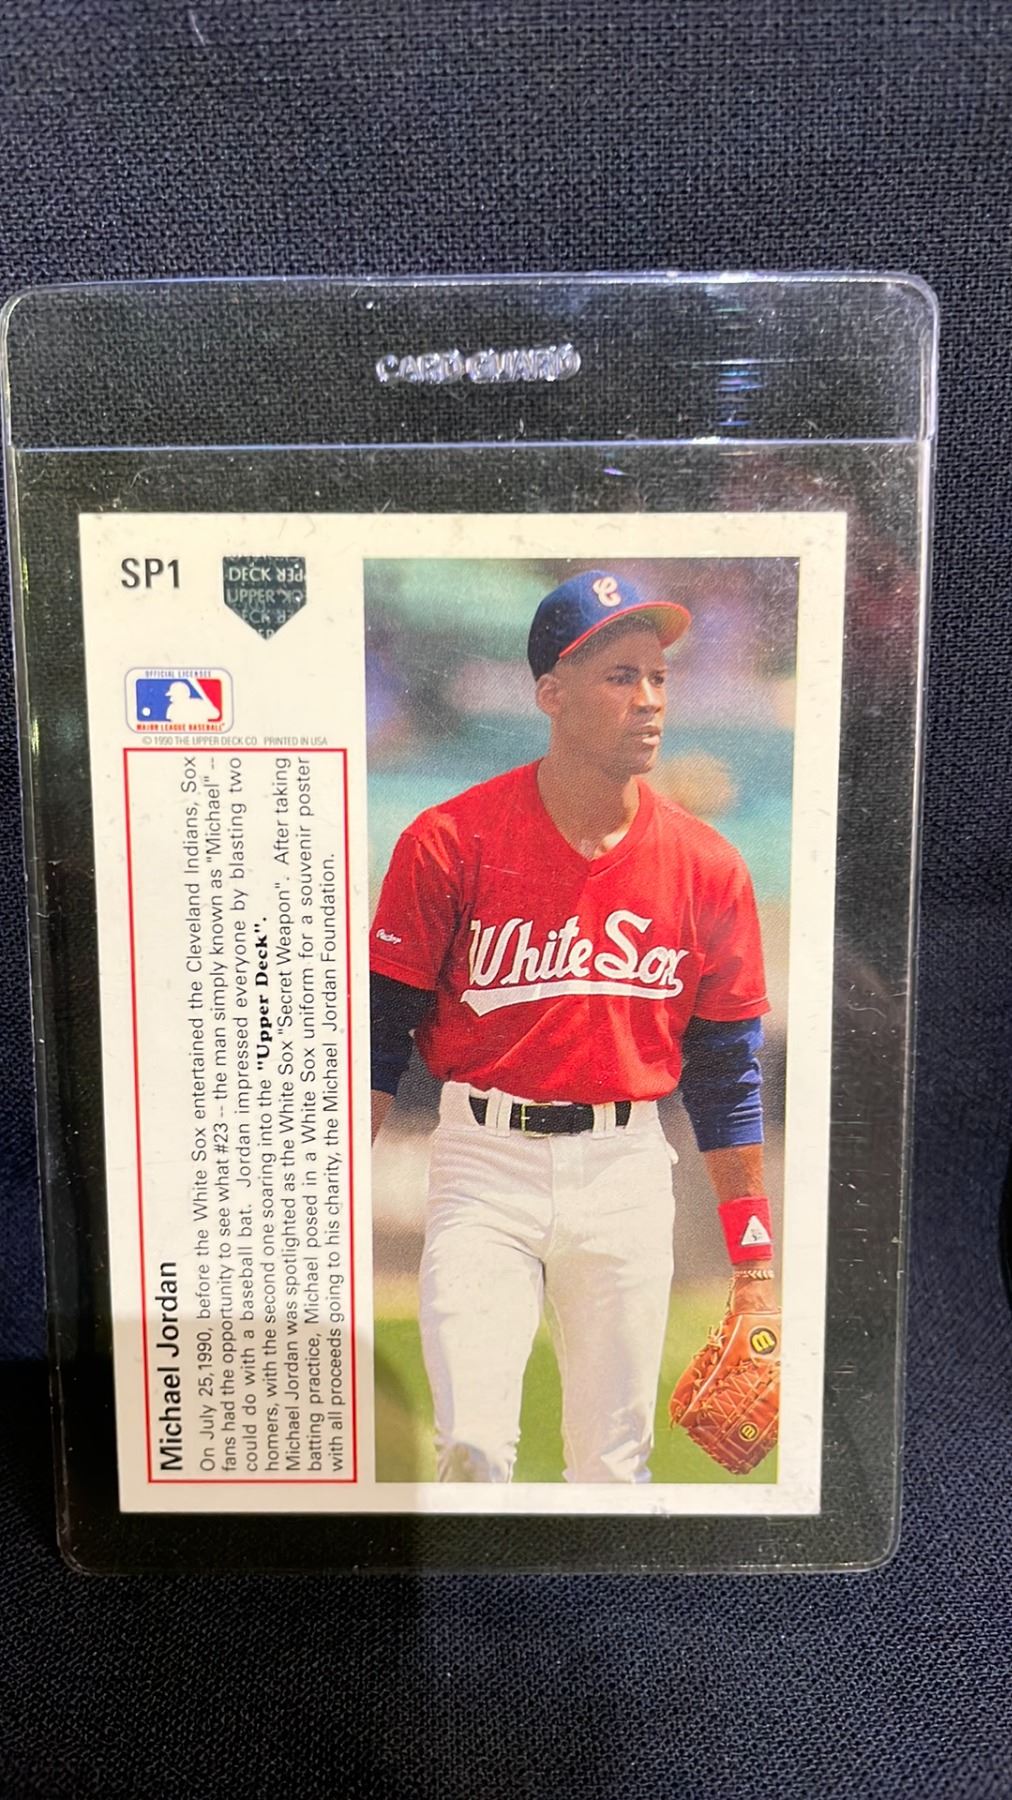 CARD GUARD
SP1
DECK
UPPER
OFFICIAL LICENSEE
MAJOR LEAGUE BASEBALL
© 1990 THE UPPER DECK CO. PRINTED IN USA
Michael Jordan
On July 25,1990, before the White Sox entertained the Cleveland Indians, Sox
fans had the opportunity to see what #23 -- the man simply known as "Michael" --
could do with a baseball bat. Jordan impressed everyone by blasting two
homers, with the second one soaring into the "Upper Deck".
Michael Jordan was spotlighted as the White Sox "Secret Weapon". After taking
batting practice, Michael posed in a White Sox uniform for a souvenir poster
with all proceeds going to his charity, the Michael Jordan Foundation.
C
White Sox